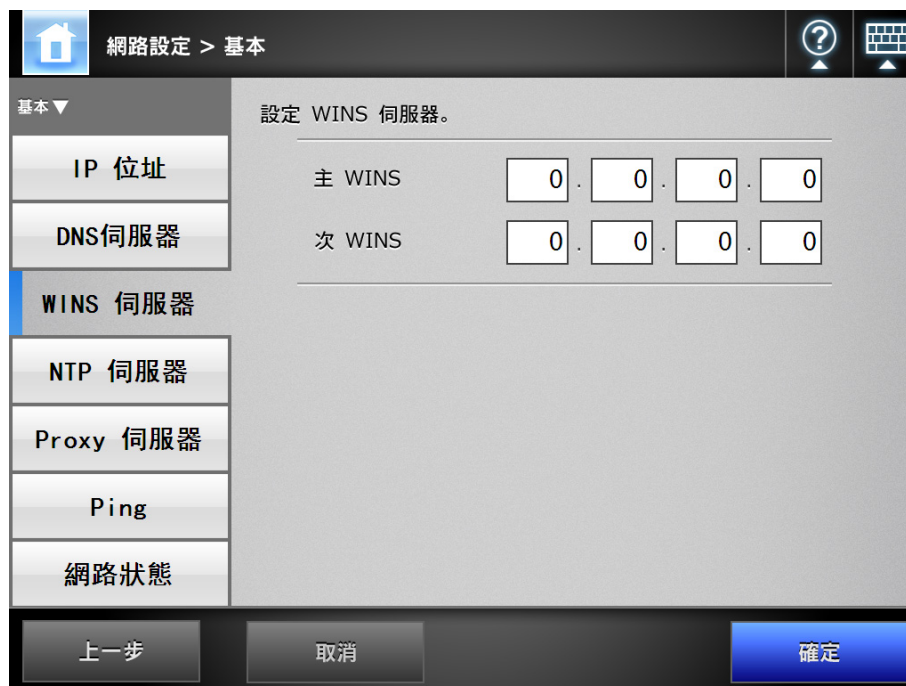 網路設定 > 基本
?
基本▼
IP 位址
DNS伺服器
WINS 伺服器
NTP 伺服器
Proxy 伺服器
Ping
網路狀態
設定 WINS 伺服器。
主 WINS 0 . 0 . 0 . 0
次 WINS 0 . 0 . 0 . 0
上一步 取消 確定